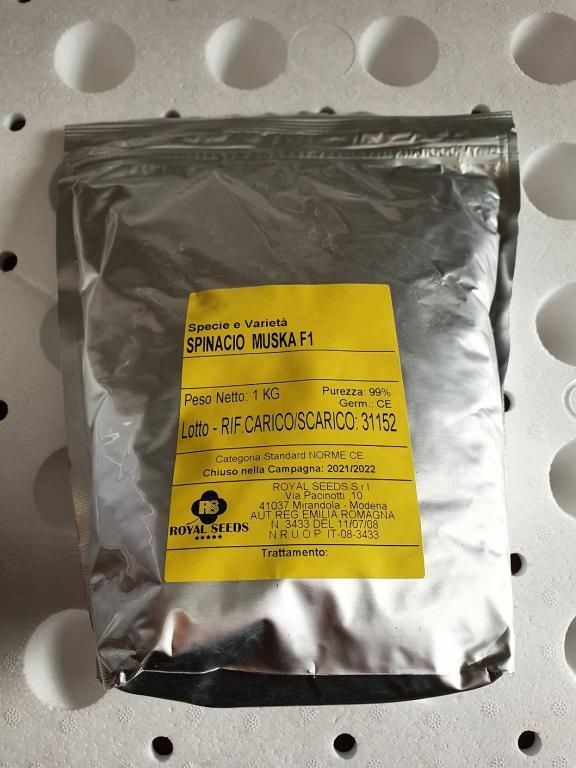 Specie e Varietà
SPINACIO MUSKA F1
Peso Netto: 1 KG
Purezza: 99%
Germ.: CE
Lotto - RIF.CARICO/SCARICO: 31152
Categoria Standard NORME CE
Chiuso nella Campagna: 2021/2022
RS
ROYAL SEEDS
★★★★★
ROYAL SEEDS S.r.l
Via Pacinotti ,10
41037 Mirandola - Modena
AUT REG EMILIA ROMAGNA
N. 3433 DEL 11/07/08
N R U O P IT-08-3433
Trattamento: